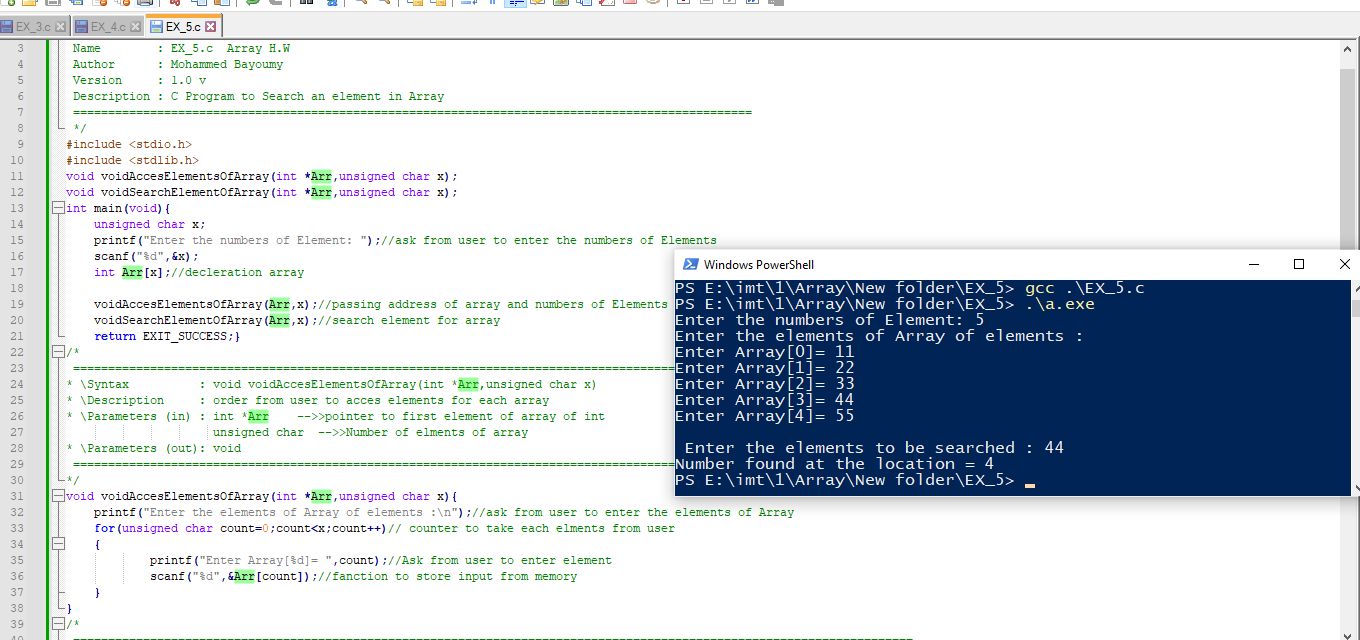 EX_3.c EX_4.c EX_5.c
3 Name : EX_5.c Array H.W
4 Author : Mohammed Bayoumy
5 Version : 1.0 v
6 Description : C Program to Search an element in Array
7 =================================================================================================
8 */
9 #include <stdio.h>
10 #include <stdlib.h>
11 void voidAccesElementsOfArray(int *Arr,unsigned char x);
12 void voidSearchElementOfArray(int *Arr,unsigned char x);
13 int main(void){
14 unsigned char x;
15 printf("Enter the numbers of Element: ");//ask from user to enter the numbers of Elements
16 scanf("%d",&x);
17 int Arr[x];//decleration array
18
19 voidAccesElementsOfArray(Arr,x);//passing address of array and numbers of Elements
20 voidSearchElementOfArray(Arr,x);//search element for array
21 return EXIT_SUCCESS;}
22 /*
23 ======================================================================================
24 * \Syntax : void voidAccesElementsOfArray(int *Arr,unsigned char x)
25 * \Description : order from user to acces elements for each array
26 * \Parameters (in) : int *Arr -->>pointer to first element of array of int
27 unsigned char -->>Number of elments of array
28 * \Parameters (out): void
29 ======================================================================================
30 */
31 void voidAccesElementsOfArray(int *Arr,unsigned char x){
32 printf("Enter the elements of Array of elements :\n");//ask from user to enter the elements of Array
33 for(unsigned char count=0;count<x;count++)// counter to take each elments from user
34 {
35 printf("Enter Array[%d]= ",count);//Ask from user to enter element
36 scanf("%d",&Arr[count]);//fanction to store input from memory
37 }
38 }
39 /*
40 ========================================================================================================================
Windows PowerShell
PS E:\imt\1\Array\New folder\EX_5> gcc .\EX_5.c
PS E:\imt\1\Array\New folder\EX_5> .\a.exe
Enter the numbers of Element: 5
Enter the elements of Array of elements :
Enter Array[0]= 11
Enter Array[1]= 22
Enter Array[2]= 33
Enter Array[3]= 44
Enter Array[4]= 55
Enter the elements to be searched : 44
Number found at the location = 4
PS E:\imt\1\Array\New folder\EX_5>